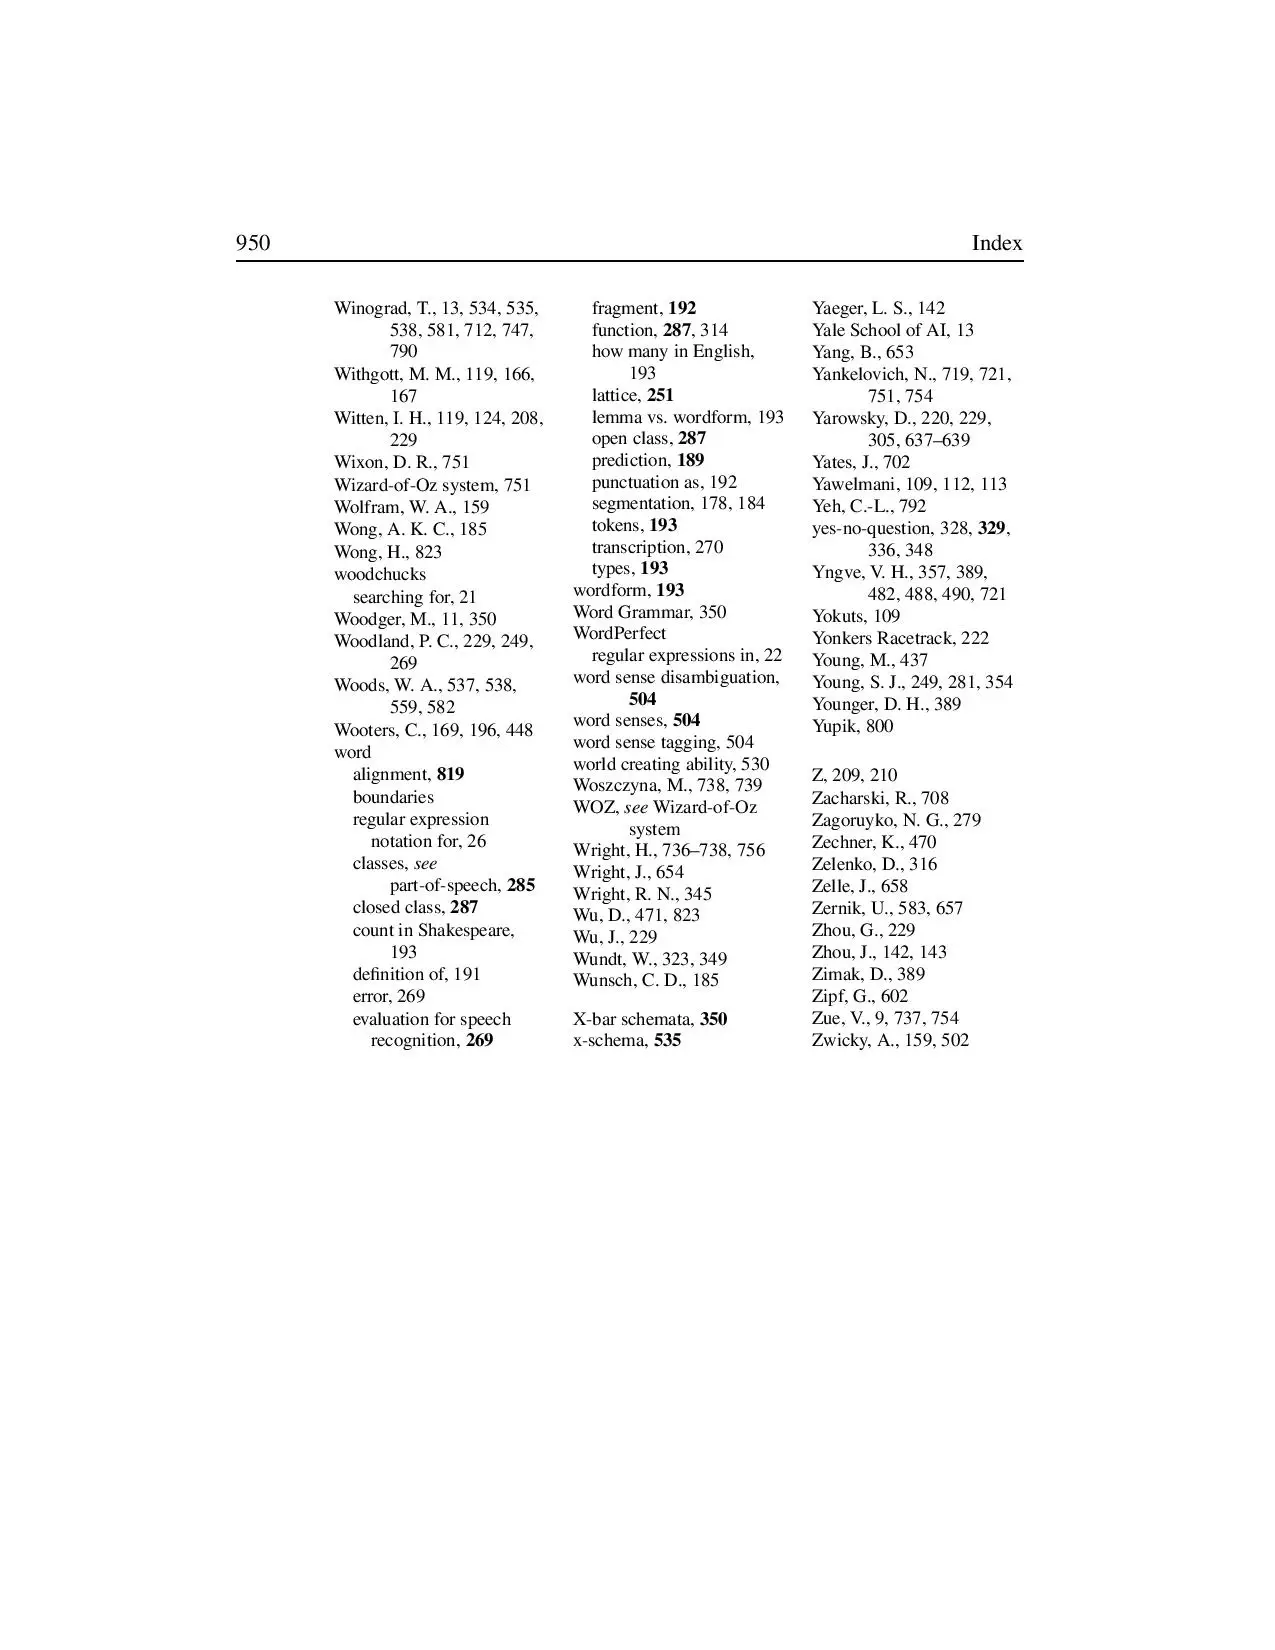 950
Index
Winograd, T., 13, 534, 535,
538, 581, 712, 747,
790
Withgott, M. M., 119, 166,
167
Witten, I. H., 119, 124, 208,
229
Wixon, D. R., 751
Wizard-of-Oz system, 751
Wolfram, W. A., 159
Wong, A. K. C., 185
Wong, H., 823
woodchucks
searching for, 21
Woodger, M., 11, 350
Woodland, P. C., 229, 249,
269
Woods, W. A., 537, 538,
559, 582
Wooters, C., 169, 196, 448
word
alignment, 819
boundaries
regular expression
notation for, 26
classes, see
part-of-speech, 285
closed class, 287
count in Shakespeare,
193
definition of, 191
error, 269
evaluation for speech
recognition, 269
fragment, 192
function, 287, 314
how many in English,
193
lattice, 251
lemma vs. wordform, 193
open class, 287
prediction, 189
punctuation as, 192
segmentation, 178, 184
tokens, 193
transcription, 270
types, 193
wordform, 193
Word Grammar, 350
WordPerfect
regular expressions in, 22
word sense disambiguation,
504
word senses, 504
word sense tagging, 504
world creating ability, 530
Woszczyna, M., 738, 739
WOZ, see Wizard-of-Oz
system
Wright, H., 736–738, 756
Wright, J., 654
Wright, R. N., 345
Wu, D., 471, 823
Wu, J., 229
Wundt, W., 323, 349
Wunsch, C. D., 185
X-bar schemata, 350
x-schema, 535
Yaeger, L. S., 142
Yale School of AI, 13
Yang, B., 653
Yankelovich, N., 719, 721,
751, 754
Yarowsky, D., 220, 229,
305, 637–639
Yates, J., 702
Yawelmani, 109, 112, 113
Yeh, C.-L., 792
yes-no-question, 328, 329,
336, 348
Yngve, V. H., 357, 389,
482, 488, 490, 721
Yokuts, 109
Yonkers Racetrack, 222
Young, M., 437
Young, S. J., 249, 281, 354
Younger, D. H., 389
Yupik, 800
Z, 209, 210
Zacharski, R., 708
Zagoruyko, N. G., 279
Zechner, K., 470
Zelenko, D., 316
Zelle, J., 658
Zernik, U., 583, 657
Zhou, G., 229
Zhou, J., 142, 143
Zimak, D., 389
Zipf, G., 602
Zue, V., 9, 737, 754
Zwicky, A., 159, 502